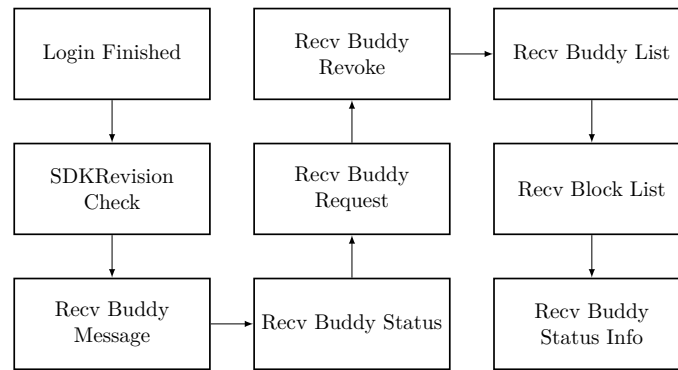 Login Finished
SDKRevision
Check
Recv Buddy
Message
Recv Buddy Status
Recv Buddy
Request
Recv Buddy
Revoke
Recv Buddy List
Recv Block List
Recv Buddy
Status Info